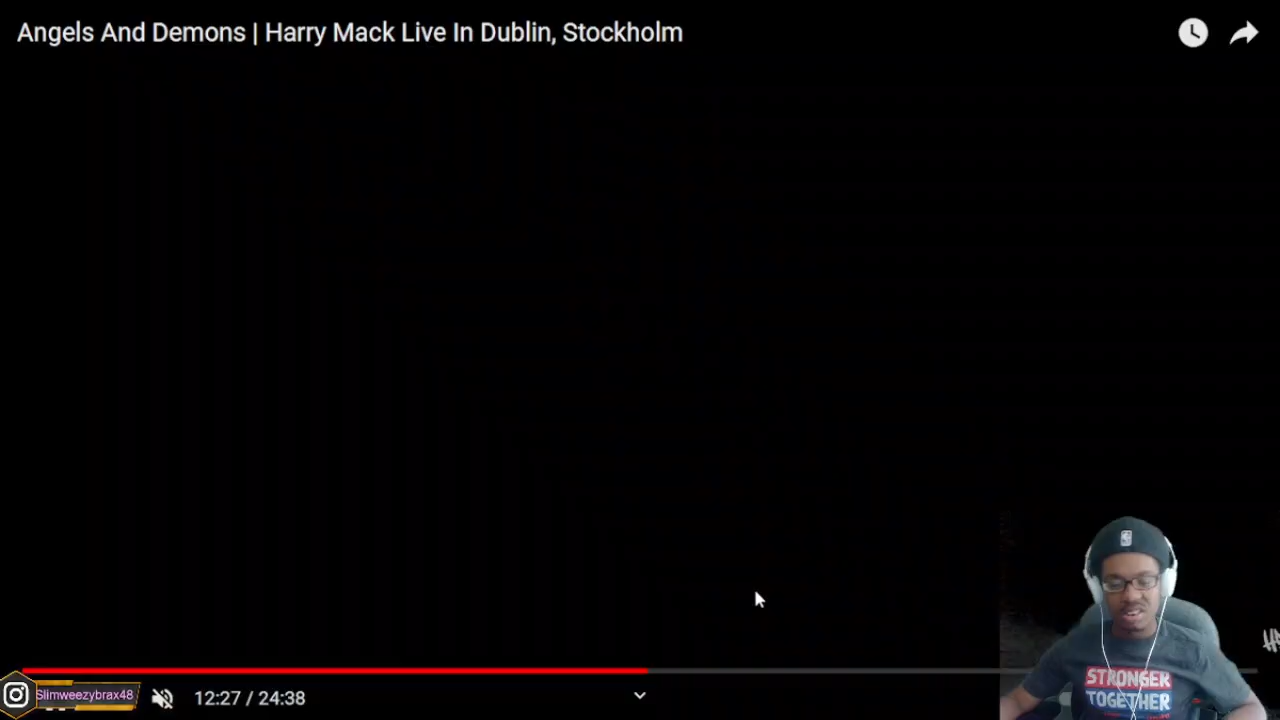 Angels And Demons | Harry Mack Live In Dublin, Stockholm
STRONGER
TOGETHER
Slimweezybrax48
12:27 / 24:38